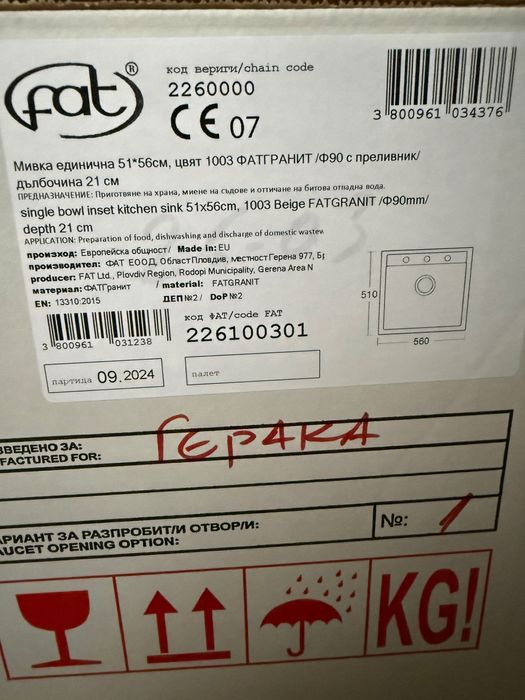 fat®
код вериги/chain code
2260000
CE 07
3 800961 034376
Мивка единична 51*56см, цвят 1003 ФАТГРАНИТ /Ф90 с преливник/
дълбочина 21 см
ПРЕДНАЗНАЧЕНИЕ: Приготвяне на храна, миене на съдове и оттичане на битова отпадна вода.
single bowl inset kitchen sink 51x56cm, 1003 Beige FATGRANIT /Ф90mm/
depth 21 cm
APPLICATION: Preparation of food, dishwashing and discharge of domestic wastew
произход: Европейска общност/ Made in: EU
производител: ФАТ ЕООД, Област Пловдив, местност Герена 977, Бр
producer: FAT Ltd., Plovdiv Region, Rodopi Municipality, Gerena Area N
материал: ФАТГранит / material: FATGRANIT
EN: 13310:2015 ДЕП №2 / DoP №2
код ФАТ/code FAT
226100301
3 800961 031238
510
560
партида 09.2024
палет
ЗВЕДЕНО ЗА: ГЕРАКА
FACTURED FOR:
АРИАНТ ЗА РАЗПРОБИТ/И ОТВОР/И:
AUCET OPENING OPTION:
№: 1
KG!